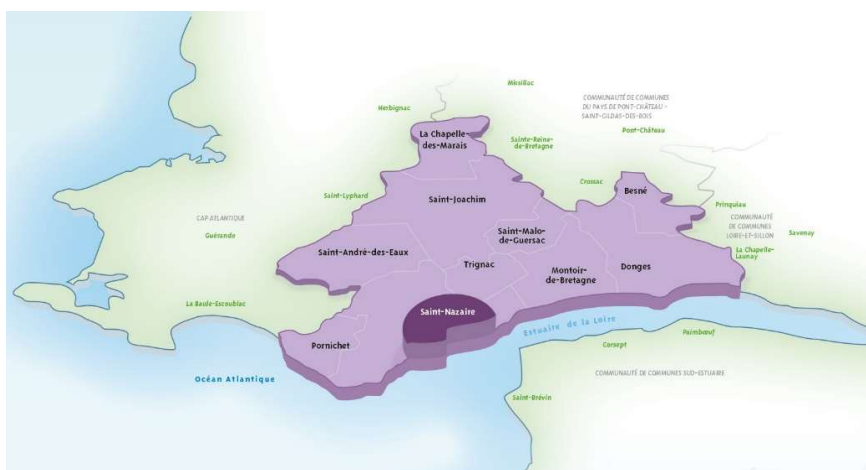 Missillac
COMMUNAUTÉ DE COMMUNES
DU PAYS DE PONT-CHÂTEAU -
SAINT-GILDAS-DES-BOIS
Herbignac
La Chapelle-
des-Marais
Sainte-Reine-
de-Bretagne
Pont-Château
Crossac
Besné
Saint-Lyphard
Saint-Joachim
Prinquiau
CAP ATLANTIQUE
Guérande
COMMUNAUTÉ
DE COMMUNES
LOIRE-ET-SILLON
Savenay
Saint-Malo-
de-Guersac
La Chapelle-
Launay
Saint-André-des-Eaux
Trignac
Montoir-
de-Bretagne
Donges
La Baule-Escoublac
Saint-Nazaire
Estuaire de la Loire
Paimbœuf
Corsept
Pornichet
COMMUNAUTÉ DE COMMUNES SUD-ESTUAIRE
Océan Atlantique
Saint-Brévin